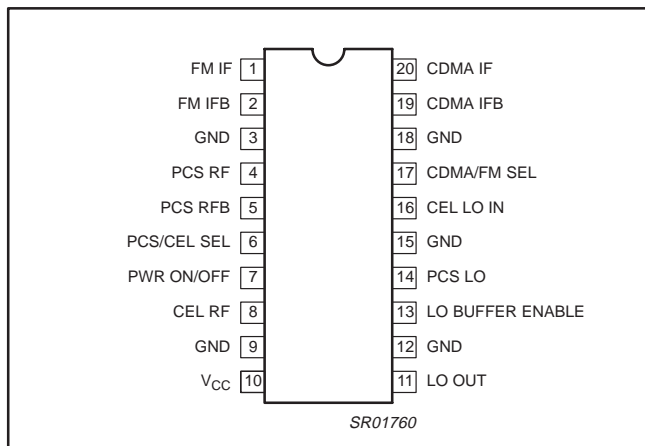 FM IF 1 20 CDMA IF
FM IFB 2 19 CDMA IFB
GND 3 18 GND
PCS RF 4 17 CDMA/FM SEL
PCS RFB 5 16 CEL LO IN
PCS/CEL SEL 6 15 GND
PWR ON/OFF 7 14 PCS LO
CEL RF 8 13 LO BUFFER ENABLE
GND 9 12 GND
VCC 10 11 LO OUT
SR01760